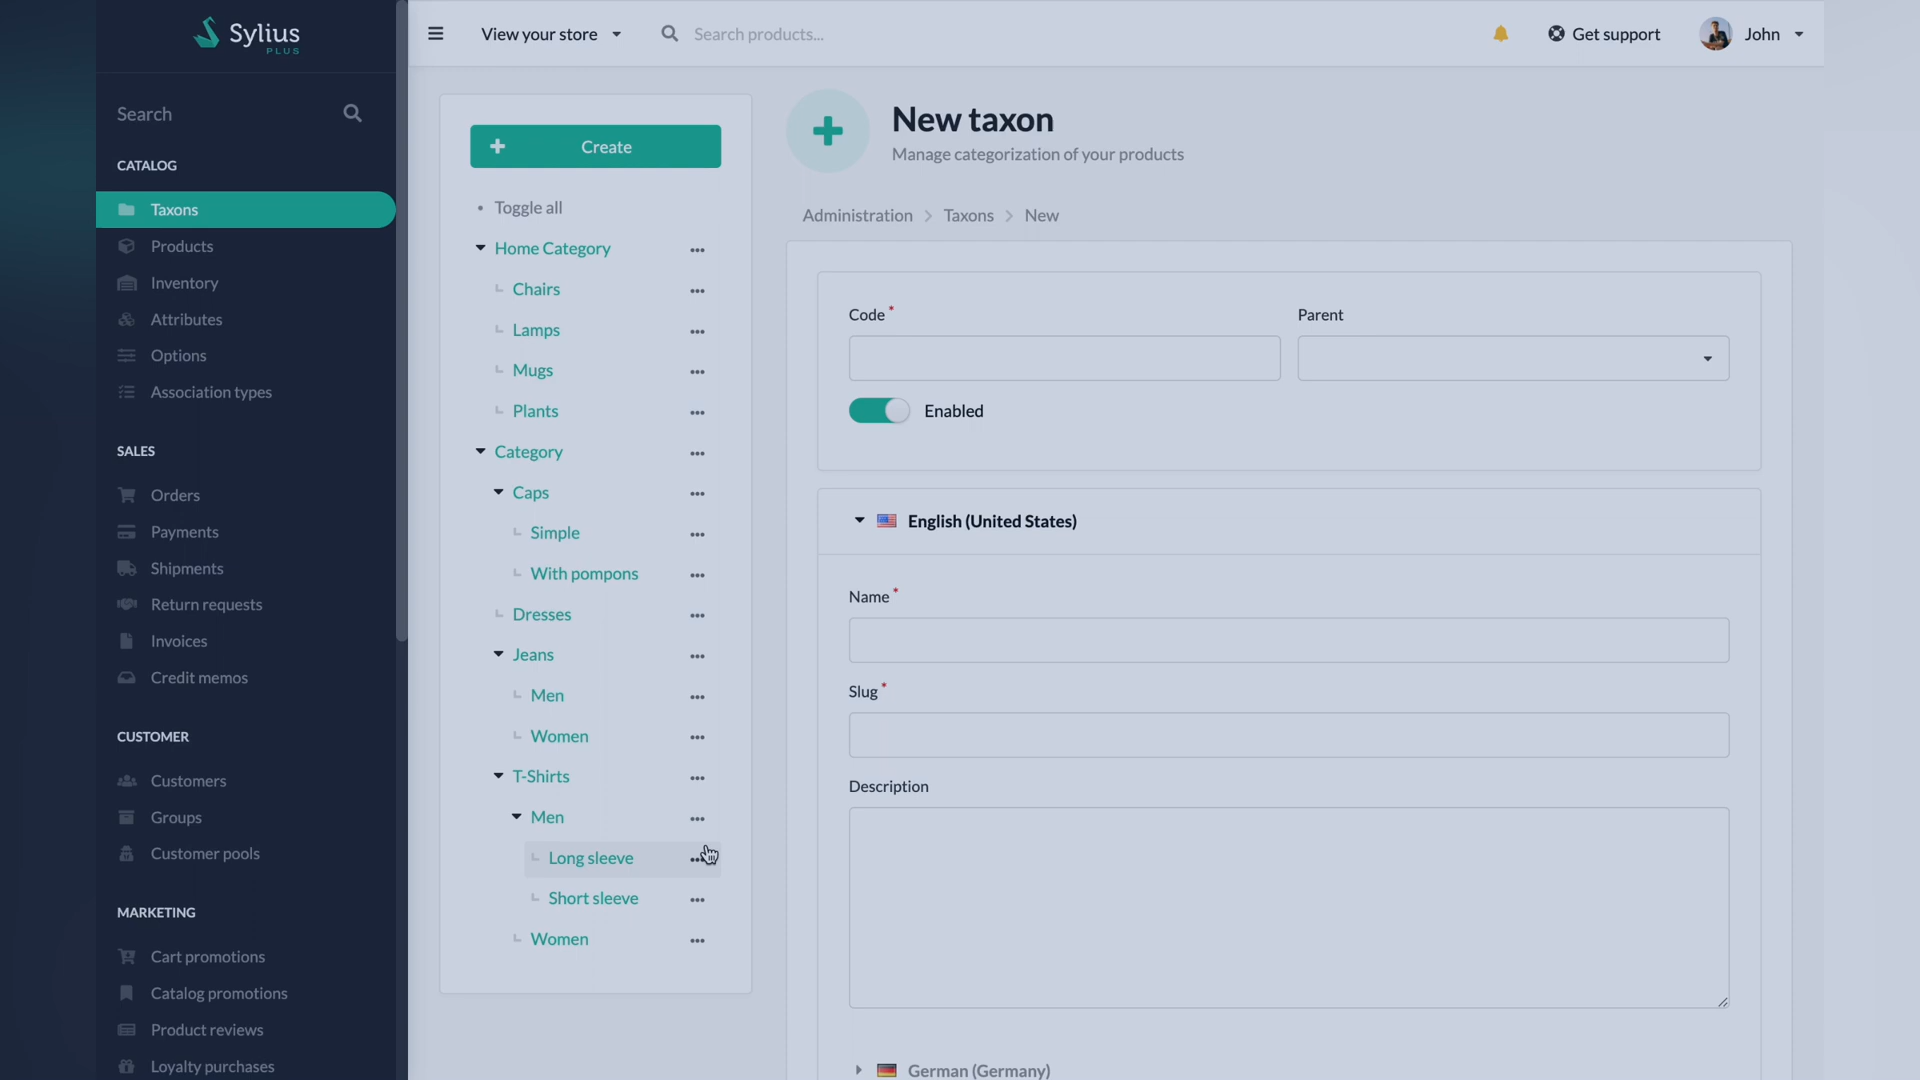 Sylius
PLUS
Search
CATALOG
Taxons
Products
Inventory
Attributes
Options
Association types
SALES
Orders
Payments
Shipments
Return requests
Invoices
Credit memos
CUSTOMER
Customers
Groups
Customer pools
MARKETING
Cart promotions
Catalog promotions
Product reviews
Loyalty purchases
View your store
Search products...
Get support
John
Create
Toggle all
Home Category
Chairs
Lamps
Mugs
Plants
Category
Caps
Simple
With pompons
Dresses
Jeans
Men
Women
T-Shirts
Men
Long sleeve
Short sleeve
Women
New taxon
Manage categorization of your products
Administration > Taxons > New
Code *
Parent
Enabled
English (United States)
Name *
Slug *
Description
German (Germany)